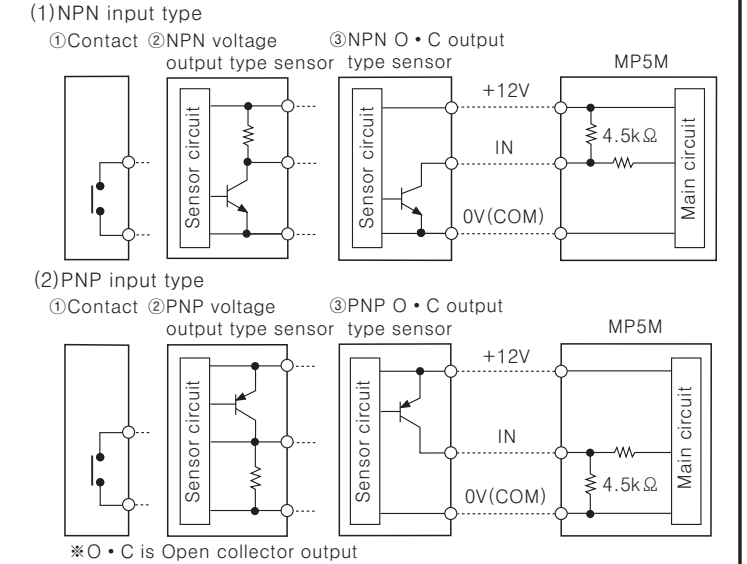 (1)NPN input type
①Contact ②NPN voltage output type sensor ③NPN O • C output type sensor
MP5M
Sensor circuit
Sensor circuit
+12V
IN
0V(COM)
4.5kΩ
Main circuit
(2)PNP input type
①Contact ②PNP voltage output type sensor ③PNP O • C output type sensor
MP5M
Sensor circuit
Sensor circuit
+12V
IN
0V(COM)
4.5kΩ
Main circuit
※O • C is Open collector output